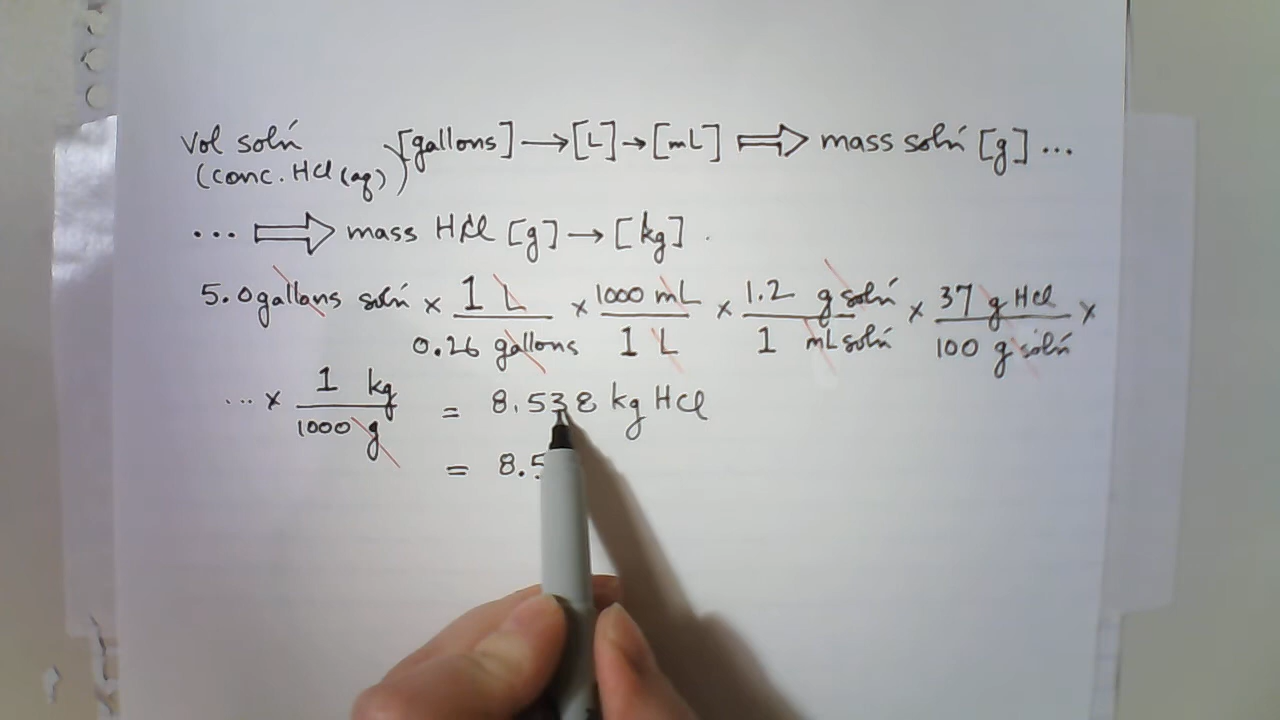 Vol soln [gallons] → [L] → [mL] ⇒ mass soln [g] ...
(conc. HCl (aq))
... ⇒ mass HCl [g] → [kg].
5.0 gallons soln × 1 L / 0.26 gallons × 1000 mL / 1 L × 1.2 g soln / 1 mL soln × 37 g HCl / 100 g soln ×
... × 1 kg / 1000 g = 8.538 kg HCl
= 8.5